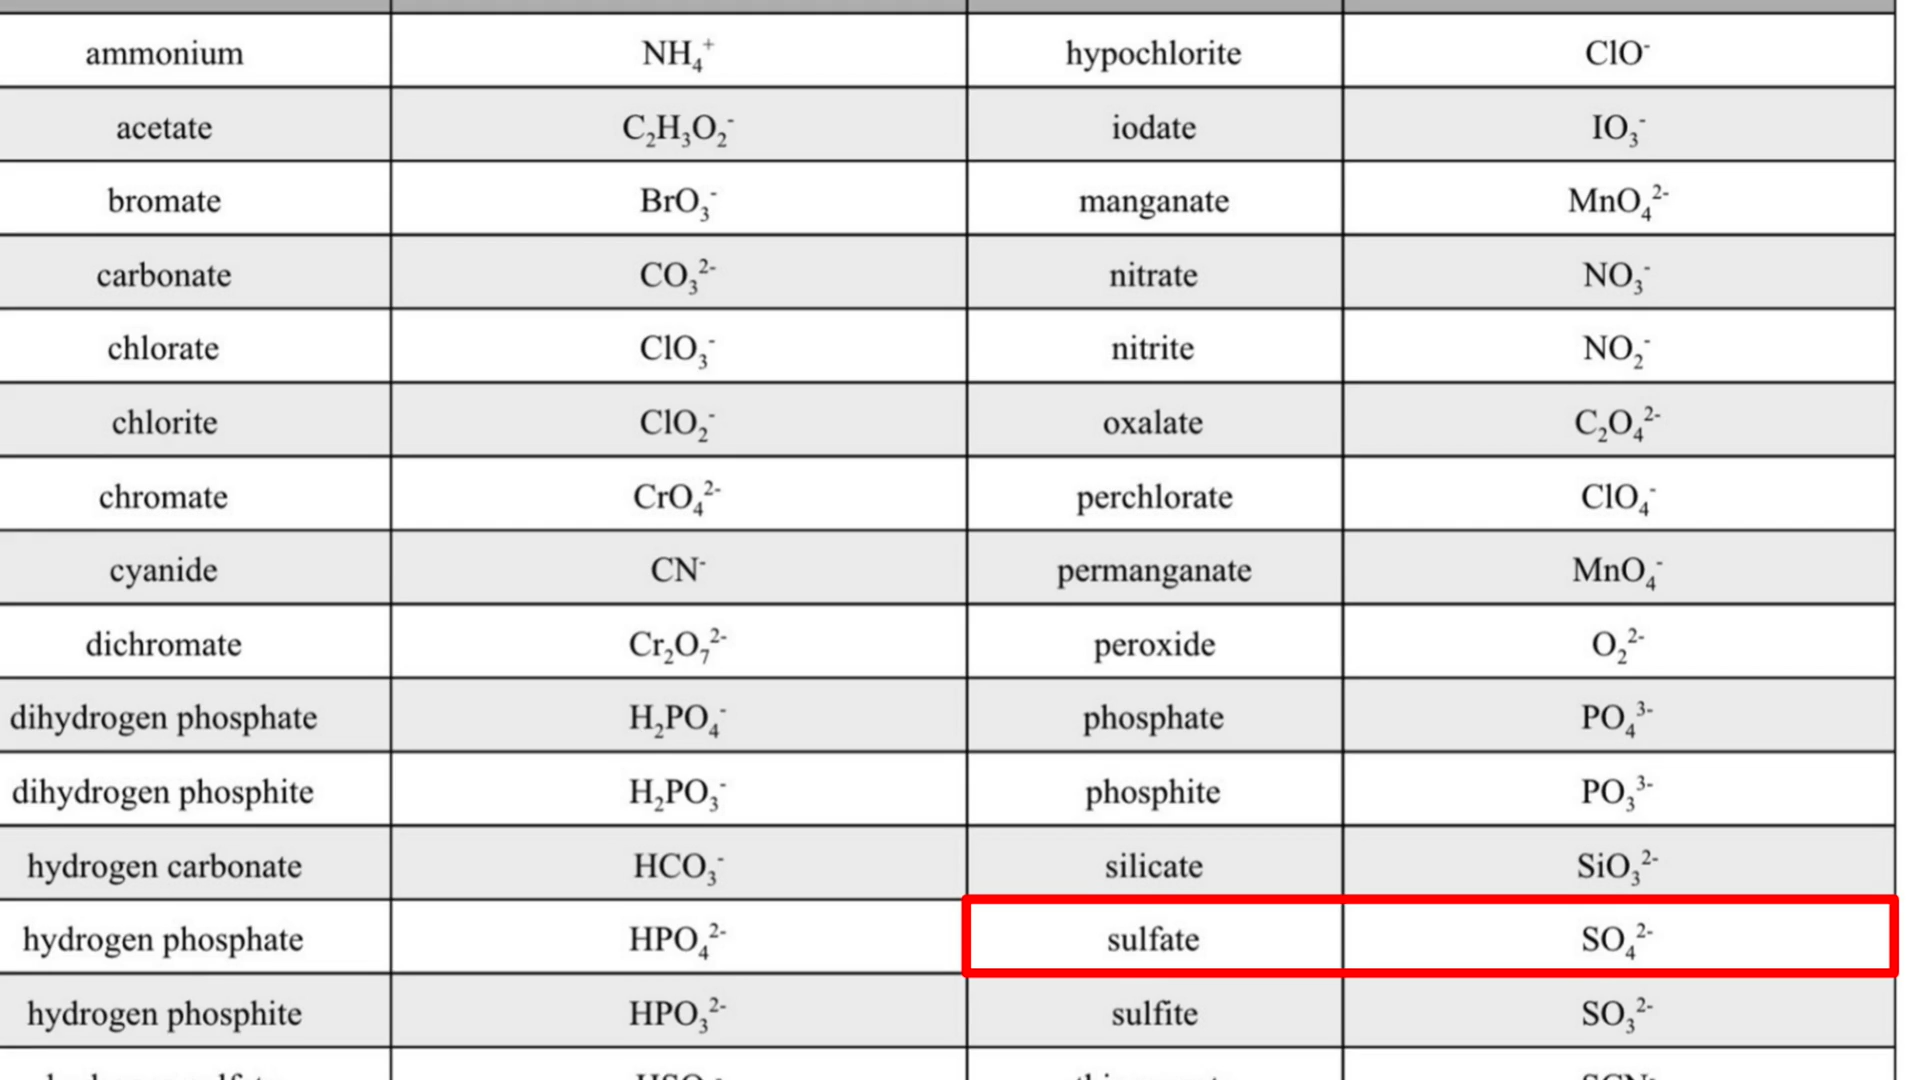 ammonium NH₄⁺ hypochlorite ClO⁻
acetate C₂H₃O₂⁻ iodate IO₃⁻
bromate BrO₃⁻ manganate MnO₄²⁻
carbonate CO₃²⁻ nitrate NO₃⁻
chlorate ClO₃⁻ nitrite NO₂⁻
chlorite ClO₂⁻ oxalate C₂O₄²⁻
chromate CrO₄²⁻ perchlorate ClO₄⁻
cyanide CN⁻ permanganate MnO₄⁻
dichromate Cr₂O₇²⁻ peroxide O₂²⁻
dihydrogen phosphate H₂PO₄⁻ phosphate PO₄³⁻
dihydrogen phosphite H₂PO₃⁻ phosphite PO₃³⁻
hydrogen carbonate HCO₃⁻ silicate SiO₃²⁻
hydrogen phosphate HPO₄²⁻ sulfate SO₄²⁻
hydrogen phosphite HPO₃²⁻ sulfite SO₃²⁻